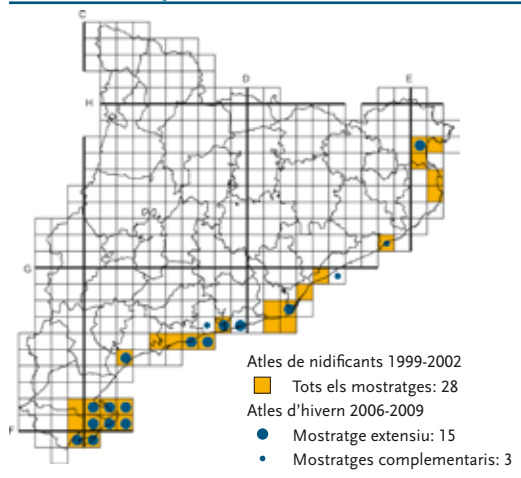 C
D
E
H
G
F
Atles de nidificants 1999-2002
Tots els mostratges: 28
Atles d'hivern 2006-2009
Mostratge extensiu: 15
Mostratges complementaris: 3